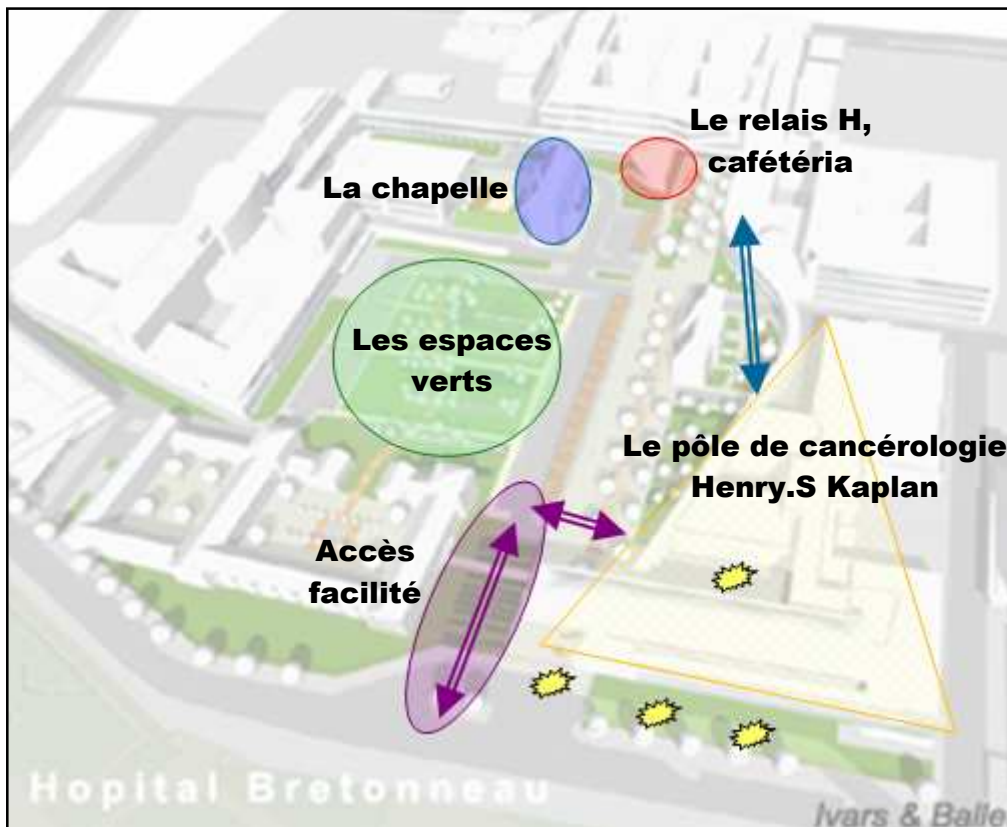 Le relais H,
cafétéria
La chapelle
Les espaces
verts
Le pôle de cancérologie
Henry.S Kaplan
Accès
facilité
Hopital Bretonneau
Ivars & Balle